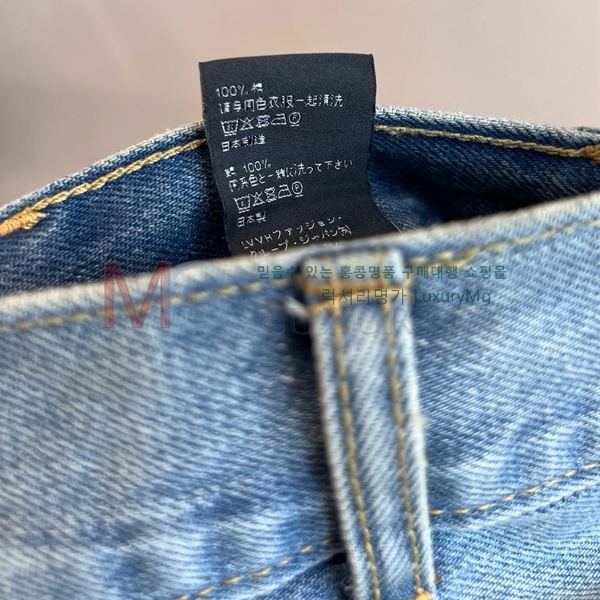 100% 棉
请与同色衣服一起清洗
日本制造
綿 100%
同系色と一緒に洗って下さい
日本製
LVVHファッション・
グループ・ジャパン㈱
믿을수 있는 홍콩명품 구매대행 쇼핑몰
럭셔리명가 LuxuryMg
M